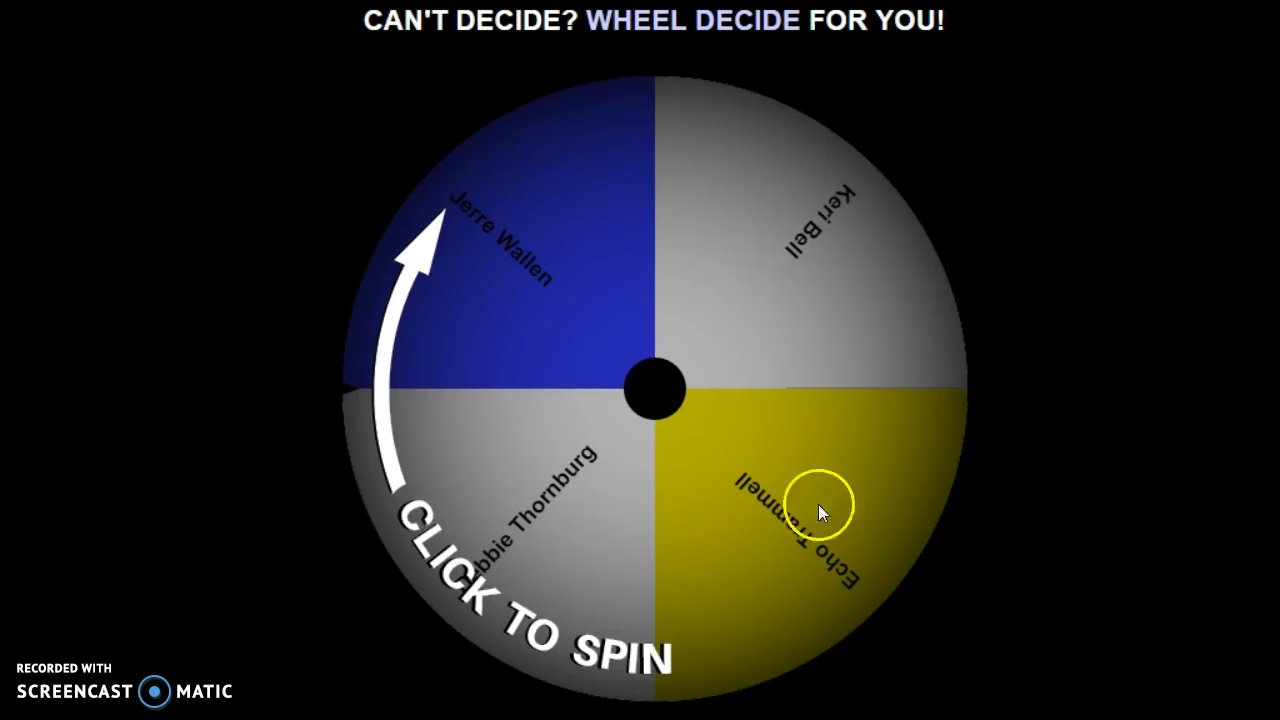 CAN'T DECIDE? WHEEL DECIDE FOR YOU!
Jerre Wallen
Keri Bell
Thornburg
Echo Trammell
CLICK TO SPIN
RECORDED WITH
SCREENCAST MATIC